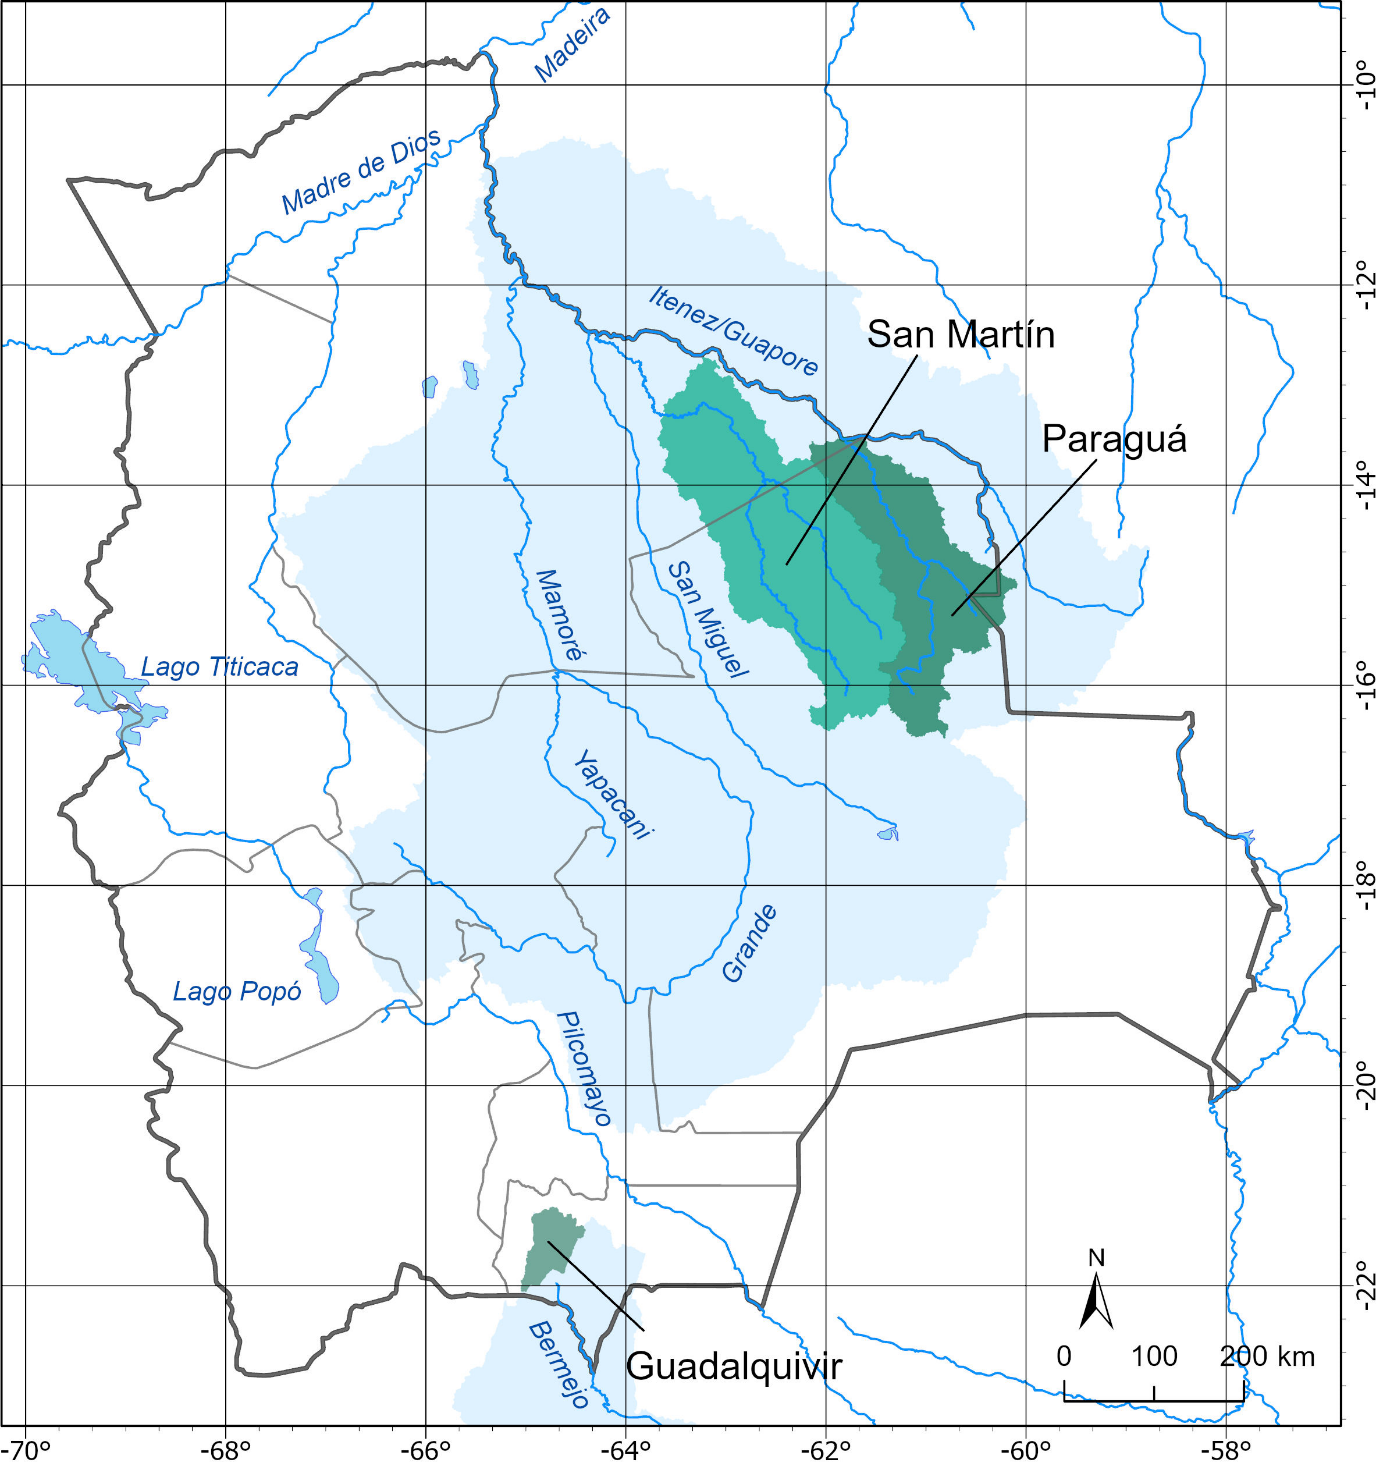 Madeira
-10°
Madre de Dios
-12°
Itenez/Guapore
San Martín
Paraguá
-14°
Mamoré
San Miguel
Lago Titicaca
-16°
Yapacani
-18°
Grande
Lago Popó
Pilcomayo
-20°
N
-22°
Bermejo
Guadalquivir
0 100 200 km
-70° -68° -66° -64° -62° -60° -58°